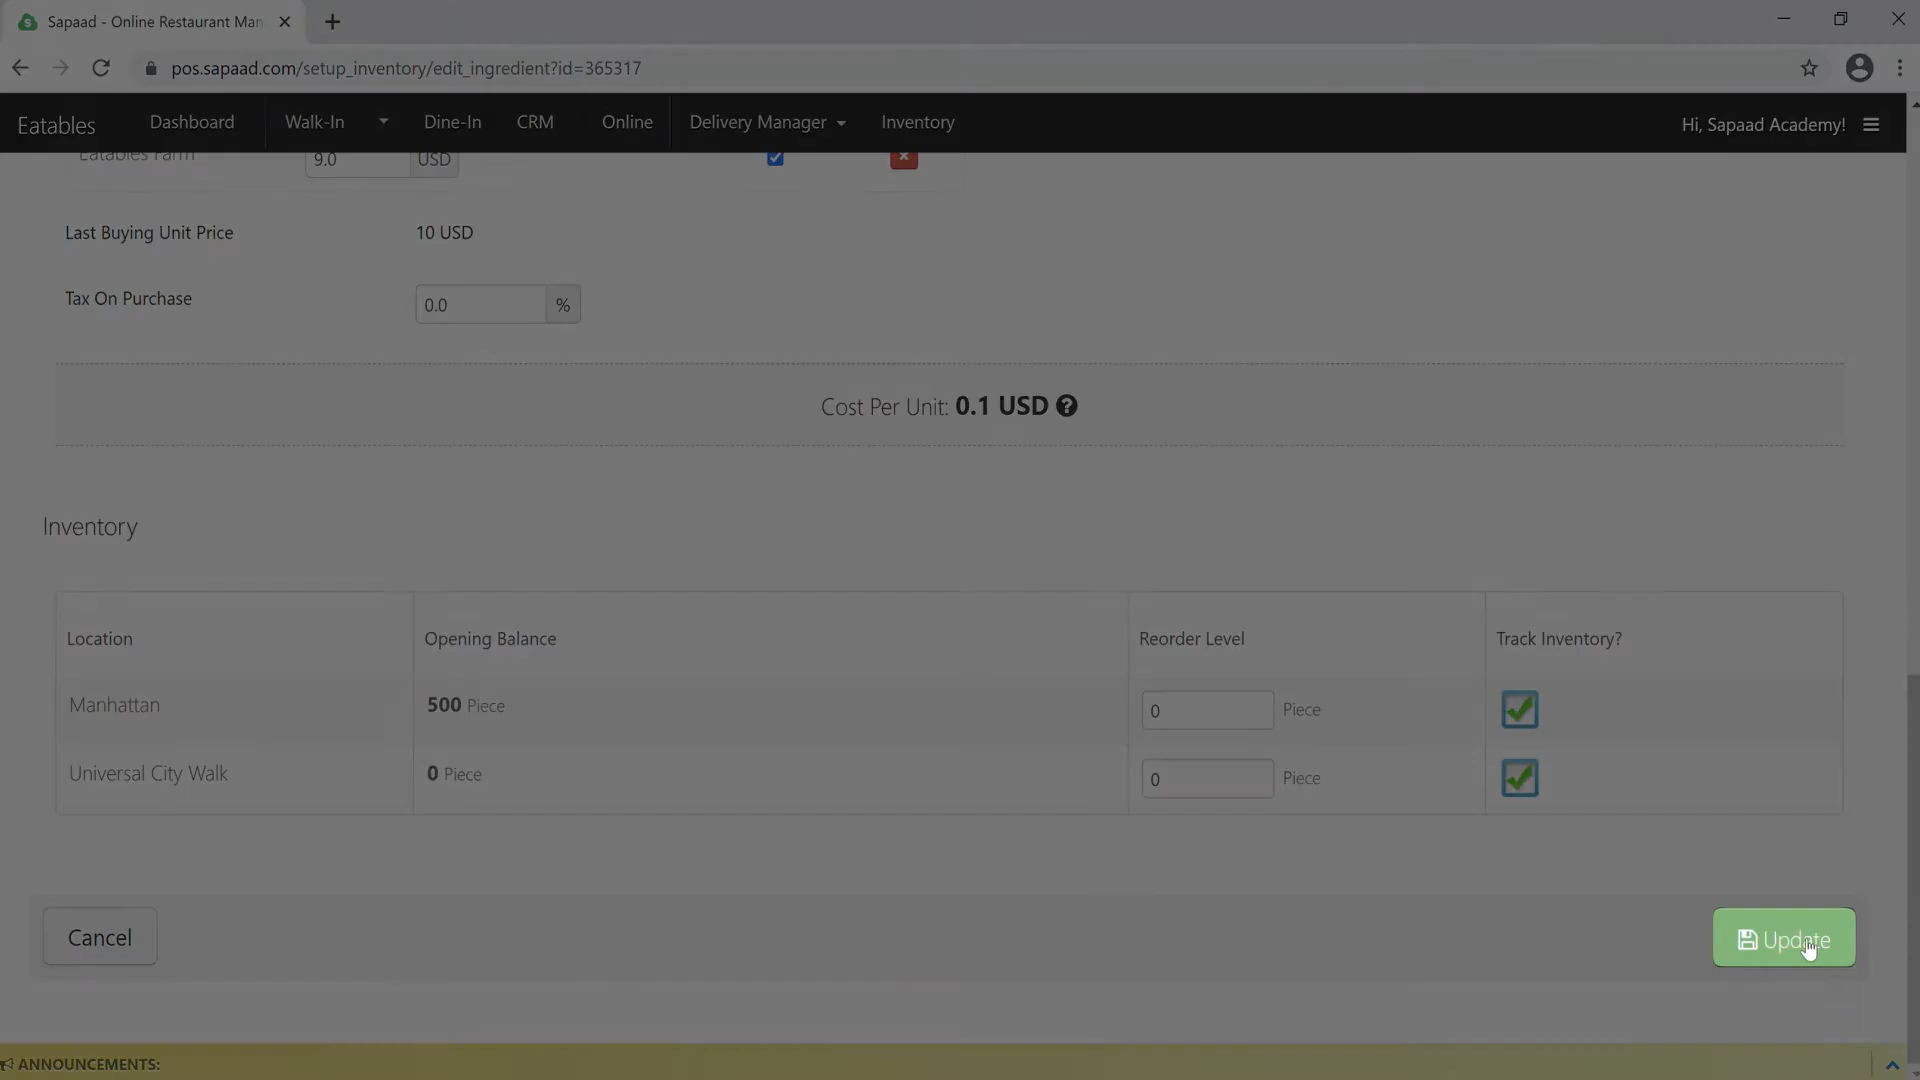 Sapaad - Online Restaurant Man
pos.sapaad.com/setup_inventory/edit_ingredient?id=365317
Eatables Dashboard Walk-In Dine-In CRM Online Delivery Manager Inventory Hi, Sapaad Academy!
Eatables Farm 9.0 USD
Last Buying Unit Price 10 USD
Tax On Purchase 0.0 %
Cost Per Unit: 0.1 USD
Inventory
Location Opening Balance Reorder Level Track Inventory?
Manhattan 500 Piece 0 Piece
Universal City Walk 0 Piece 0 Piece
Cancel Update
ANNOUNCEMENTS: